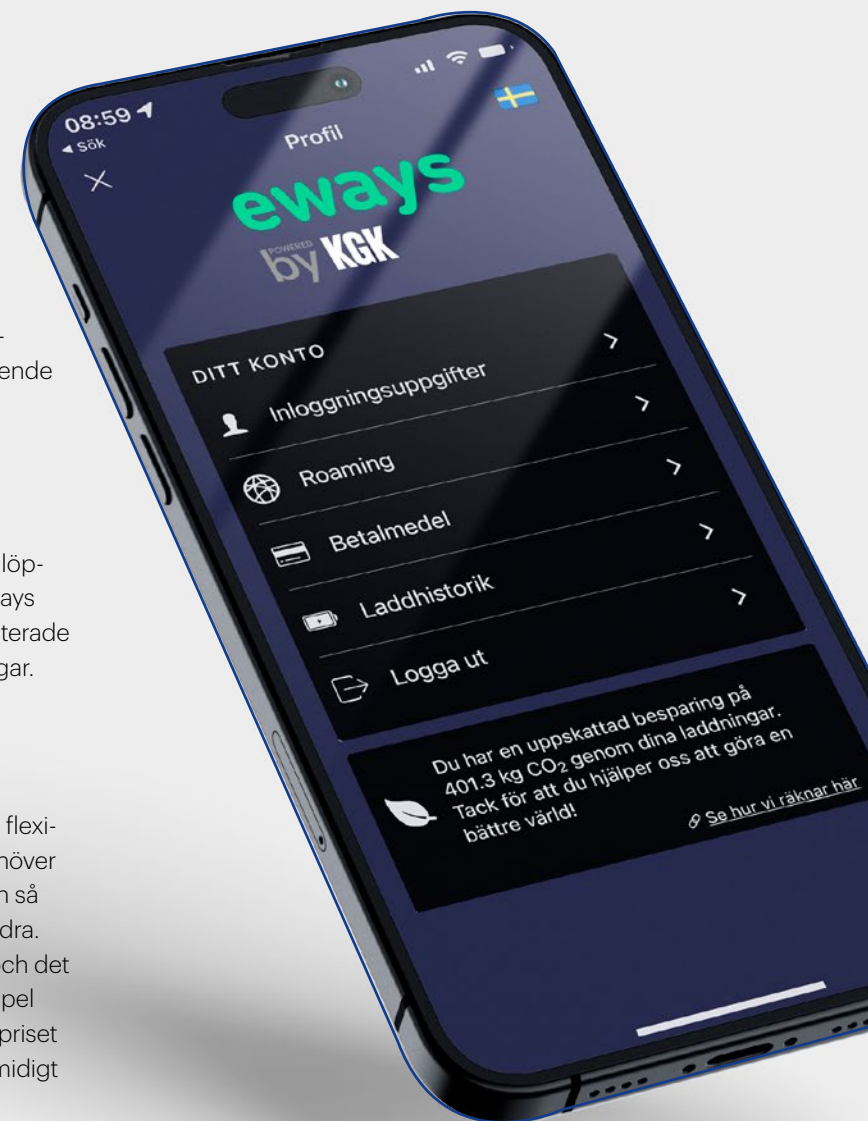 -
ende
löp-
ays
terade
gar.
flexi-
höver
n så
dra.
och det
pel
priset
midigt
08:59
Sök
Profil
eways
POWERED
by KGK
DITT KONTO
Inloggningsuppgifter
Roaming
Betalmedel
Laddhistorik
Logga ut
Du har en uppskattad besparing på
401.3 kg CO₂ genom dina laddningar.
Tack för att du hjälper oss att göra en
bättre värld!
Se hur vi räknar här